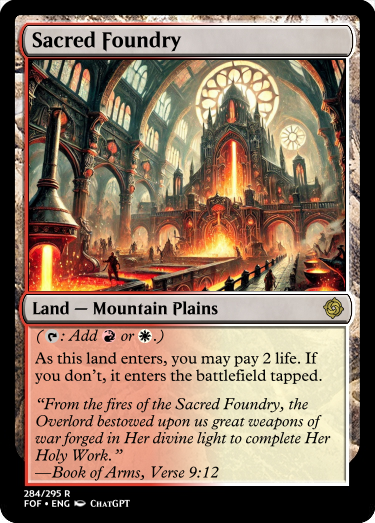 Sacred Foundry
Land — Mountain Plains
( : Add or .)
As this land enters, you may pay 2 life. If
you don't, it enters the battlefield tapped.
“From the fires of the Sacred Foundry, the
Overlord bestowed upon us great weapons of
war forged in Her divine light to complete Her
Holy Work.”
—Book of Arms, Verse 9:12
284/295 R
FOF • ENG ChatGPT